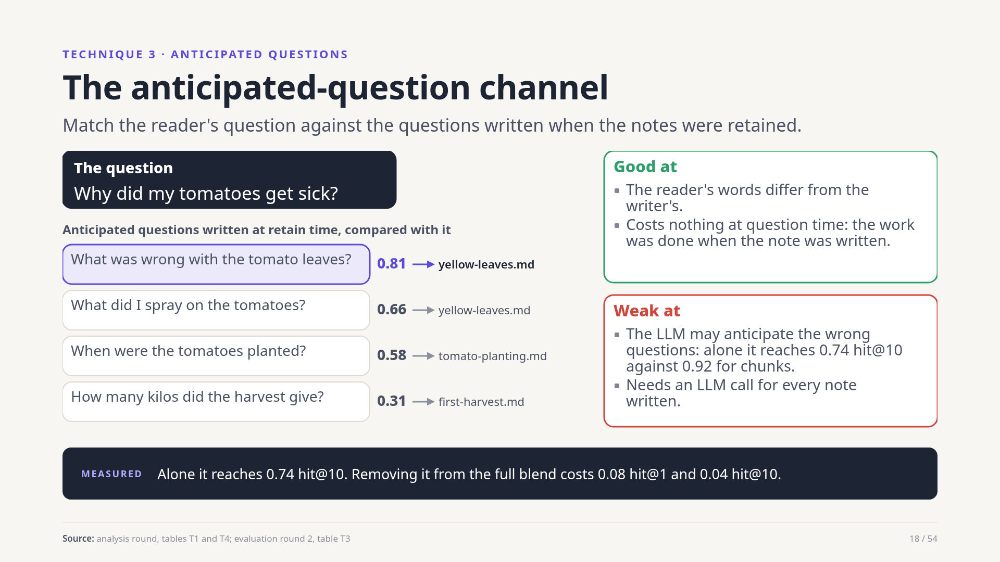 TECHNIQUE 3 · ANTICIPATED QUESTIONS
The anticipated-question channel
Match the reader's question against the questions written when the notes were retained.
The question
Why did my tomatoes get sick?
Anticipated questions written at retain time, compared with it
What was wrong with the tomato leaves? 0.81 yellow-leaves.md
What did I spray on the tomatoes? 0.66 yellow-leaves.md
When were the tomatoes planted? 0.58 tomato-planting.md
How many kilos did the harvest give? 0.31 first-harvest.md
Good at
The reader's words differ from the
writer's.
Costs nothing at question time: the work
was done when the note was written.
Weak at
The LLM may anticipate the wrong
questions: alone it reaches 0.74 hit@10
against 0.92 for chunks.
Needs an LLM call for every note
written.
MEASURED Alone it reaches 0.74 hit@10. Removing it from the full blend costs 0.08 hit@1 and 0.04 hit@10.
Source: analysis round, tables T1 and T4; evaluation round 2, table T3
18 / 54